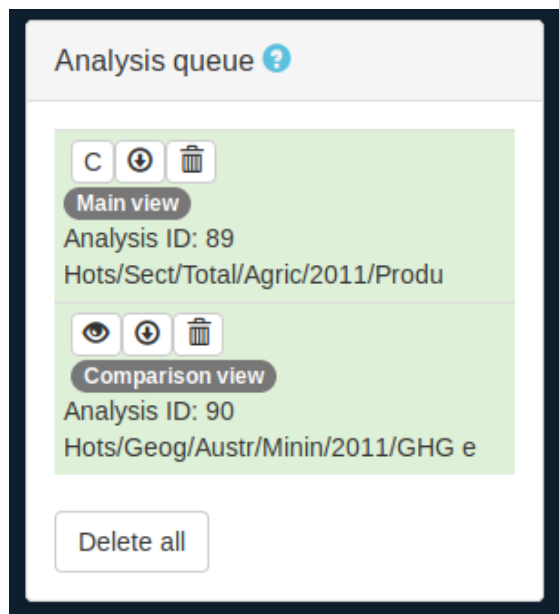 Analysis queue ?
C
Main view
Analysis ID: 89
Hots/Sect/Total/Agric/2011/Produ
Comparison view
Analysis ID: 90
Hots/Geog/Austr/Minin/2011/GHG e
Delete all